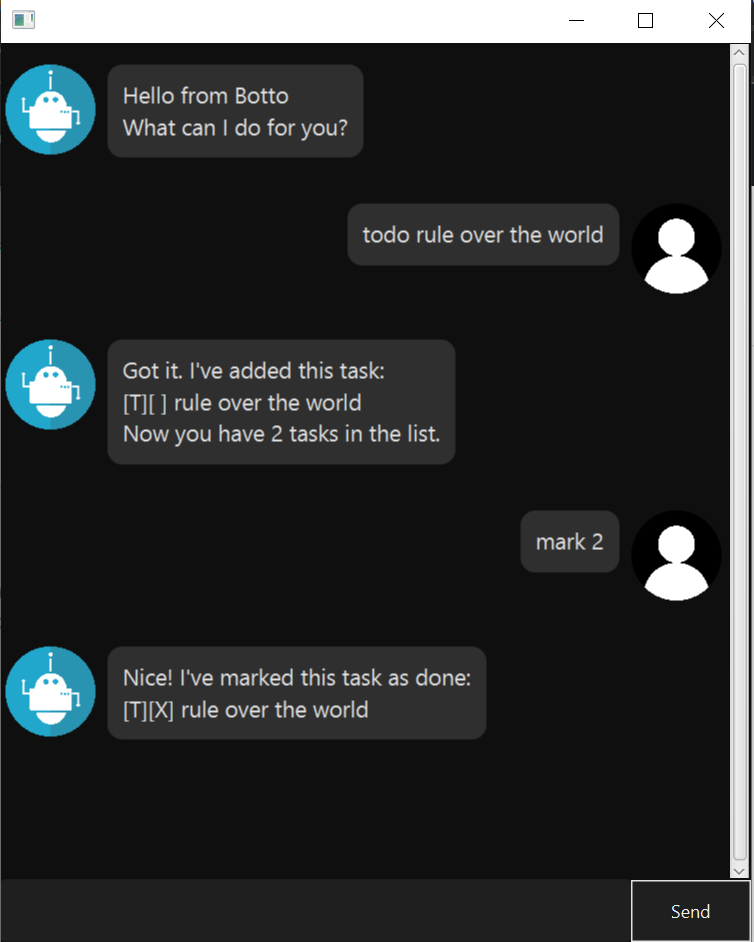 Hello from Botto
What can I do for you?
todo rule over the world
Got it. I've added this task:
[T][ ] rule over the world
Now you have 2 tasks in the list.
mark 2
Nice! I've marked this task as done:
[T][X] rule over the world
Send